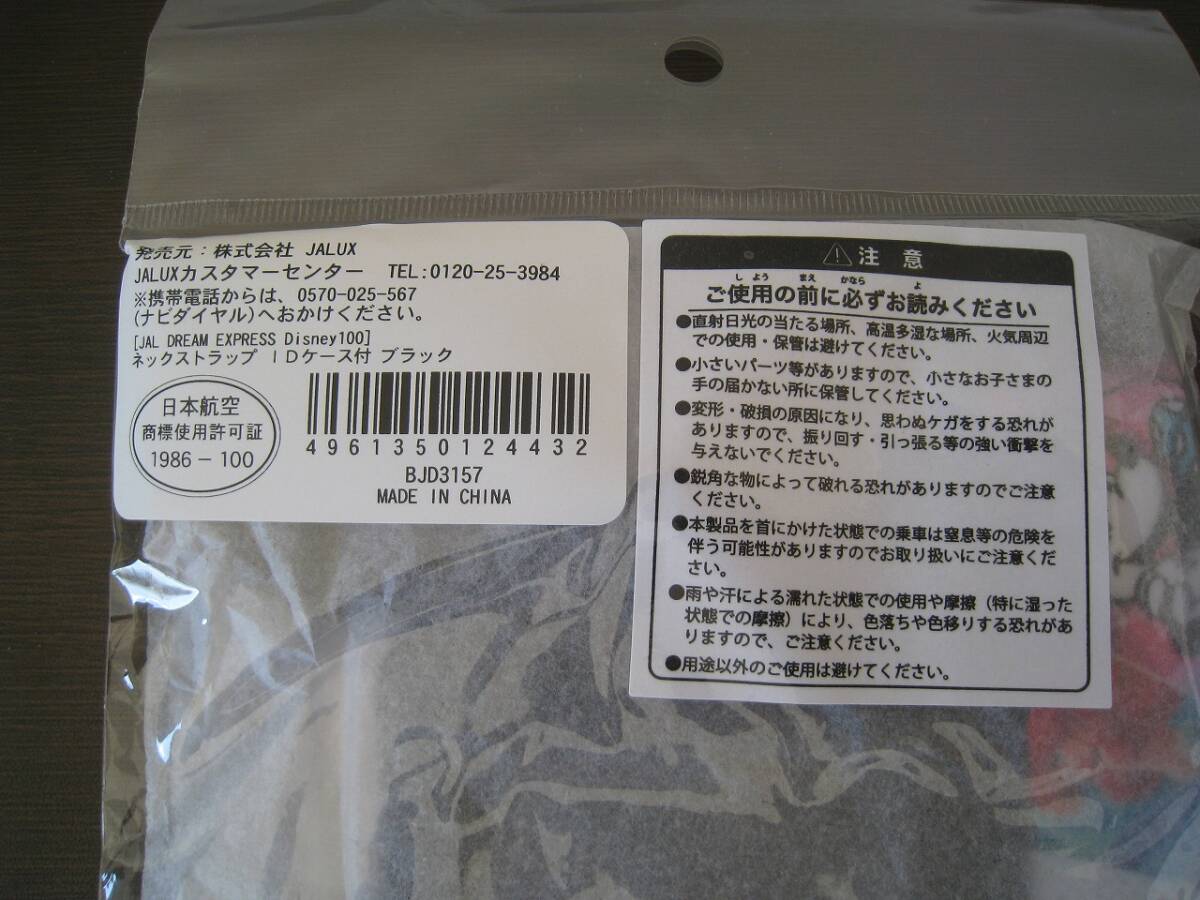 発売元：株式会社 JALUX
JALUXカスタマーセンター TEL:0120-25-3984
※携帯電話からは、0570-025-567
(ナビダイヤル)へおかけください。
[JAL DREAM EXPRESS Disney100]
ネックストラップ IDケース付 ブラック
日本航空
商標使用許可証
1986－100
4961350124432
BJD3157
MADE IN CHINA
⚠注 意
しよう まえ かなら よ
ご使用の前に必ずお読みください
●直射日光の当たる場所、高温多湿な場所、火気周辺
での使用・保管は避けてください。
●小さいパーツ等がありますので、小さなお子さまの
手の届かない所に保管してください。
●変形・破損の原因になり、思わぬケガをする恐れが
ありますので、振り回す・引っ張る等の強い衝撃を
与えないでください。
●鋭角な物によって破れる恐れがありますのでご注意
ください。
●本製品を首にかけた状態での乗車は窒息等の危険を
伴う可能性がありますのでお取り扱いにご注意くだ
さい。
●雨や汗による濡れた状態での使用や摩擦（特に湿った
状態での摩擦）により、色落ちや色移りする恐れがあ
りますので、ご注意ください。
●用途以外のご使用は避けてください。